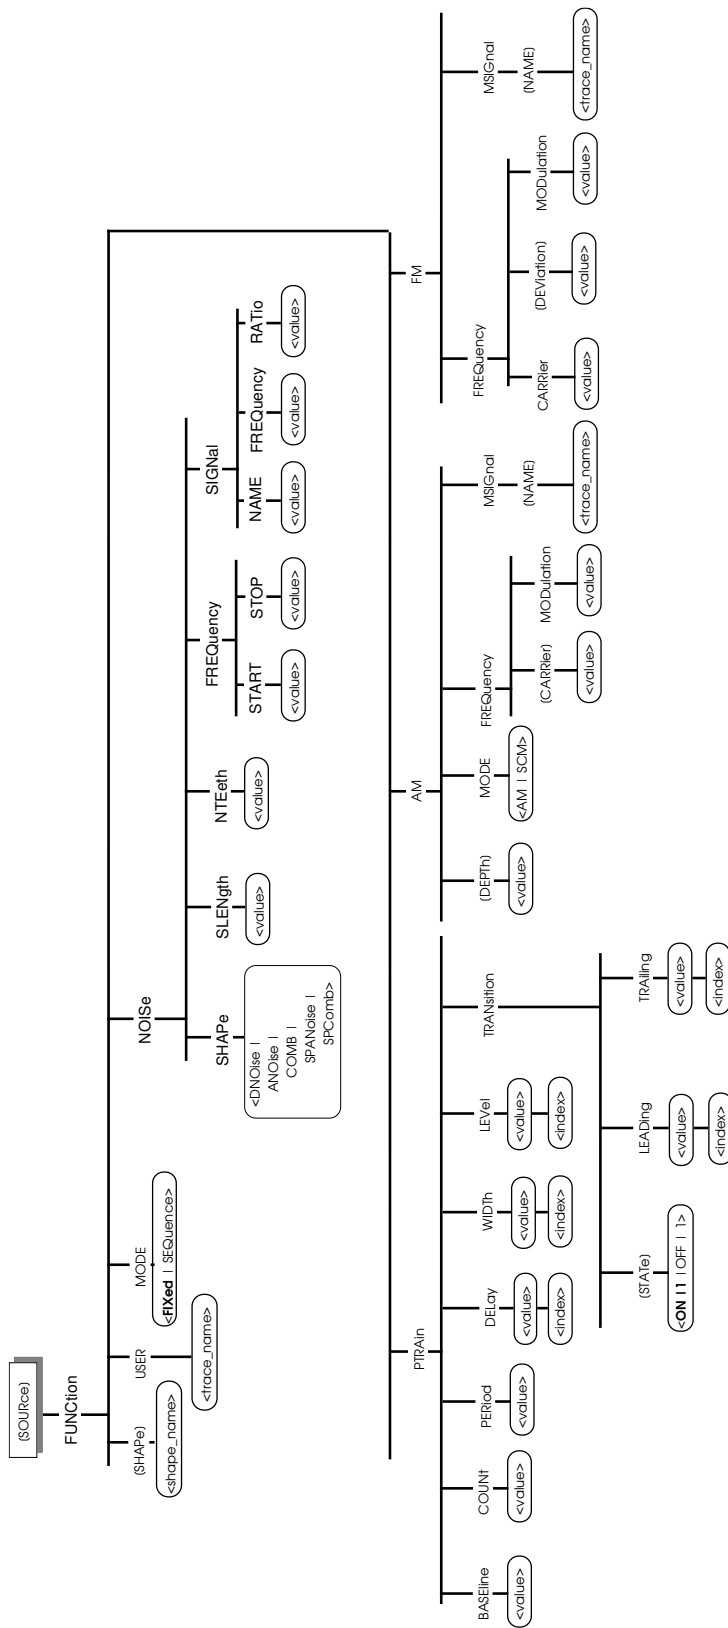 (SOURce)
FUNCtion
(SHAPe)
<shape_name>
USER
<trace_name>
MODE
<FIXed | SEQuence>
NOISe
SHAPe
<DNOise |
ANOIse |
COMB |
SPANoise |
SPComb>
SLENgth
<value>
NTEeth
<value>
FREQuency
START
<value>
STOP
<value>
SIGNal
NAME
<value>
FREQuency
<value>
RATio
<value>
PTRAin
BASEline
<value>
COUNt
<value>
PERiod
<value>
DELay
<value>
<index>
WIDTh
<value>
<index>
LEVel
<value>
<index>
TRANsition
(STATe)
<ON | 1 | OFF | 1>
LEADing
<value>
<index>
TRAiling
<value>
<index>
AM
(DEPTh)
<value>
MODE
<AM | SCM>
FREQuency
(CARRier)
<value>
MODulation
<value>
MSIGnal
(NAME)
<trace_name>
FM
FREQuency
CARRier
<value>
(DEViation)
<value>
MODulation
<value>
MSIGnal
(NAME)
<trace_name>